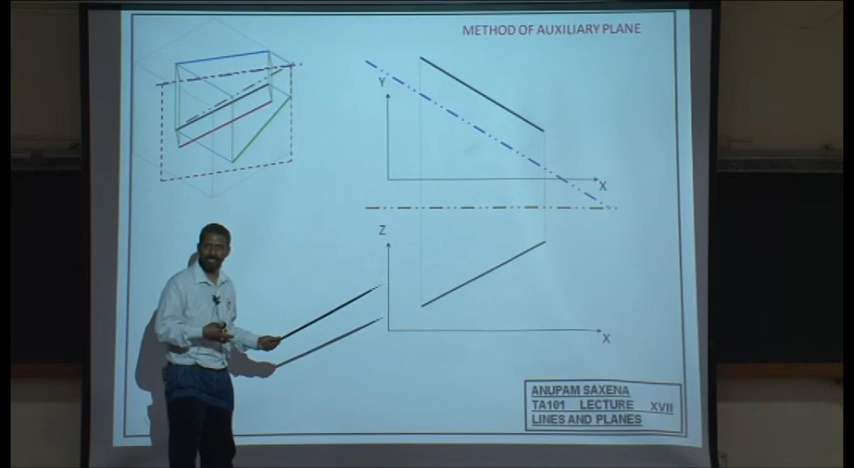 METHOD OF AUXILIARY PLANE
Y
X
Z
X
ANUPAM SAXENA
TA101 LECTURE XVII
LINES AND PLANES